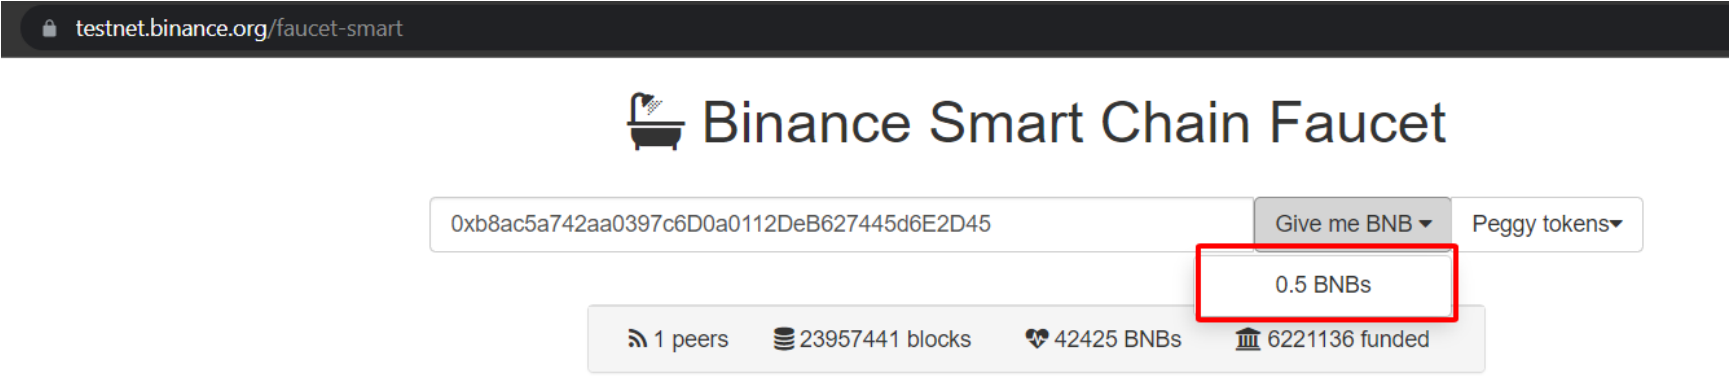 testnet.binance.org/faucet-smart
Binance Smart Chain Faucet
0xb8ac5a742aa0397c6D0a0112DeB627445d6E2D45 Give me BNB Peggy tokens
0.5 BNBs
1 peers 23957441 blocks 42425 BNBs 6221136 funded